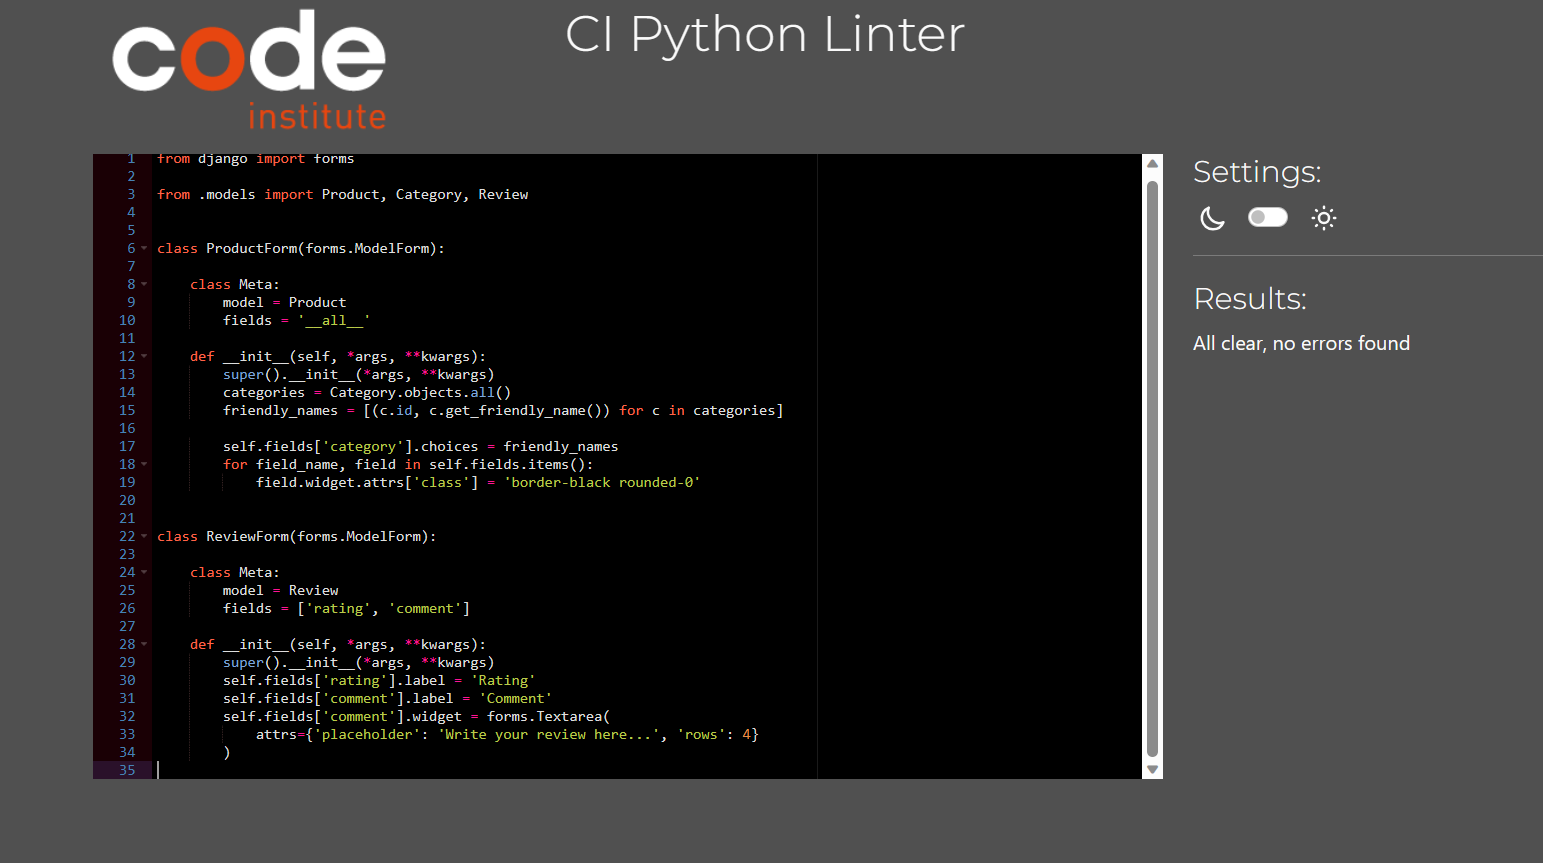 code
institute
CI Python Linter
1 from django import forms
2
3 from .models import Product, Category, Review
4
5
6 class ProductForm(forms.ModelForm):
7
8     class Meta:
9         model = Product
10         fields = '__all__'
11
12     def __init__(self, *args, **kwargs):
13         super().__init__(*args, **kwargs)
14         categories = Category.objects.all()
15         friendly_names = [(c.id, c.get_friendly_name()) for c in categories]
16
17         self.fields['category'].choices = friendly_names
18         for field_name, field in self.fields.items():
19             field.widget.attrs['class'] = 'border-black rounded-0'
20
21
22 class ReviewForm(forms.ModelForm):
23
24     class Meta:
25         model = Review
26         fields = ['rating', 'comment']
27
28     def __init__(self, *args, **kwargs):
29         super().__init__(*args, **kwargs)
30         self.fields['rating'].label = 'Rating'
31         self.fields['comment'].label = 'Comment'
32         self.fields['comment'].widget = forms.Textarea(
33             attrs={'placeholder': 'Write your review here...', 'rows': 4}
34         )
35
Settings:
Results:
All clear, no errors found